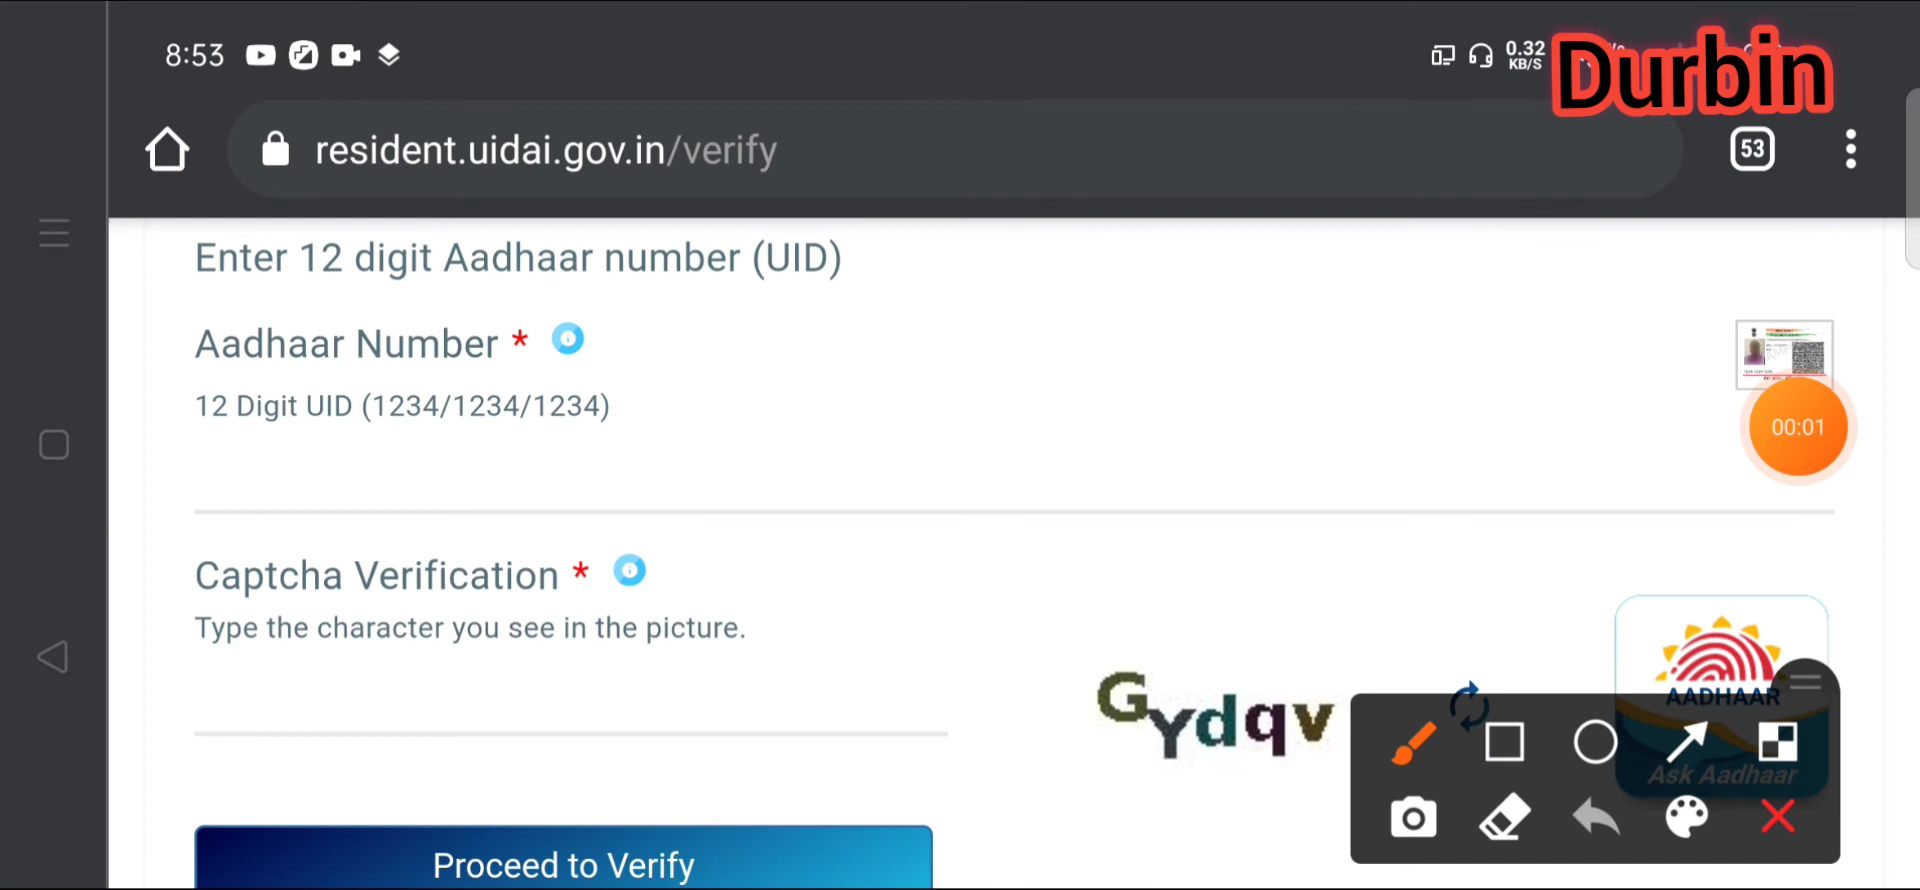 8:53
0.32
KB/S
Durbin
resident.uidai.gov.in/verify
53
Enter 12 digit Aadhaar number (UID)
Aadhaar Number *
12 Digit UID (1234/1234/1234)
00:01
Captcha Verification *
Type the character you see in the picture.
Gydqv
AADHAAR
Ask Aadhaar
Proceed to Verify